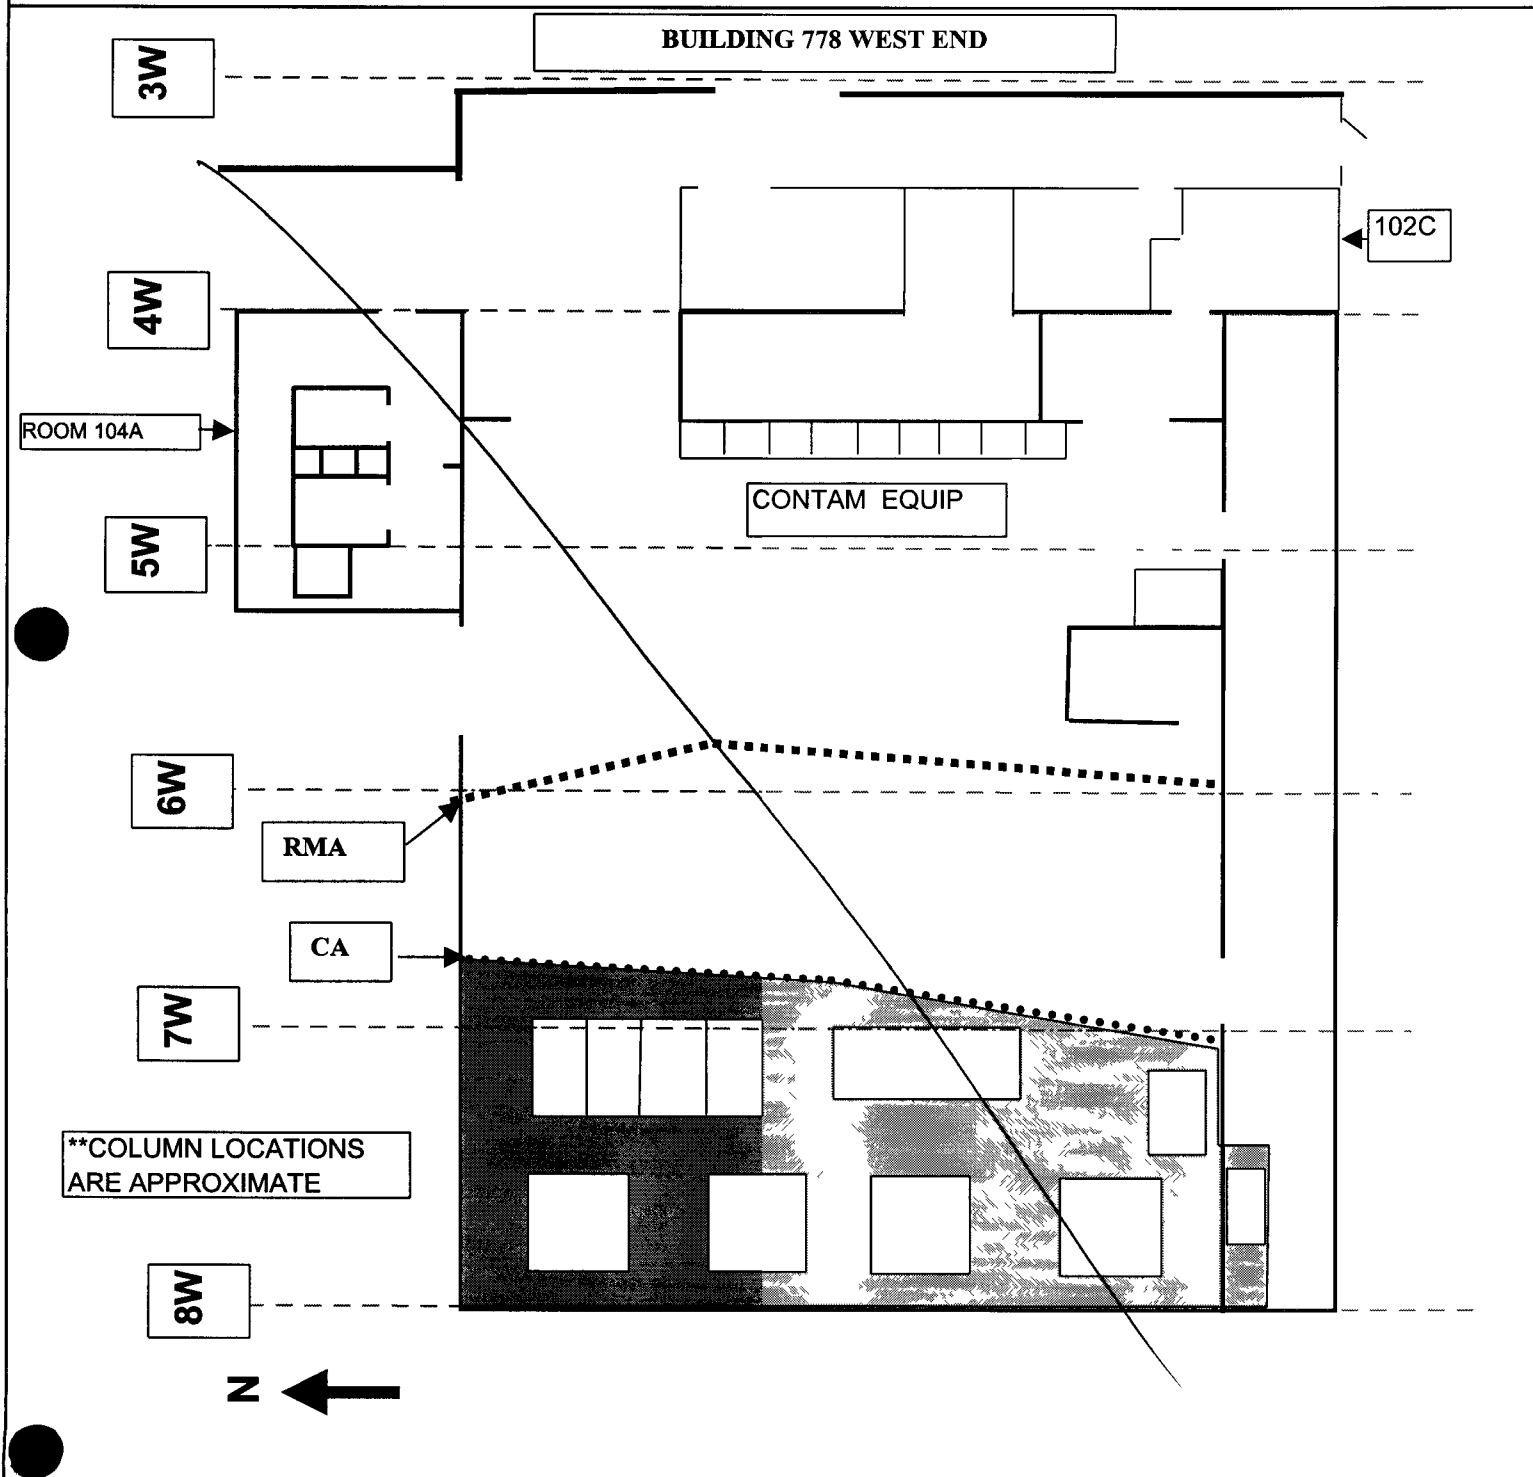 BUILDING 778 WEST END
3W
102C
4W
ROOM 104A
CONTAM EQUIP
5W
6W
RMA
CA
7W
**COLUMN LOCATIONS
ARE APPROXIMATE
8W
N